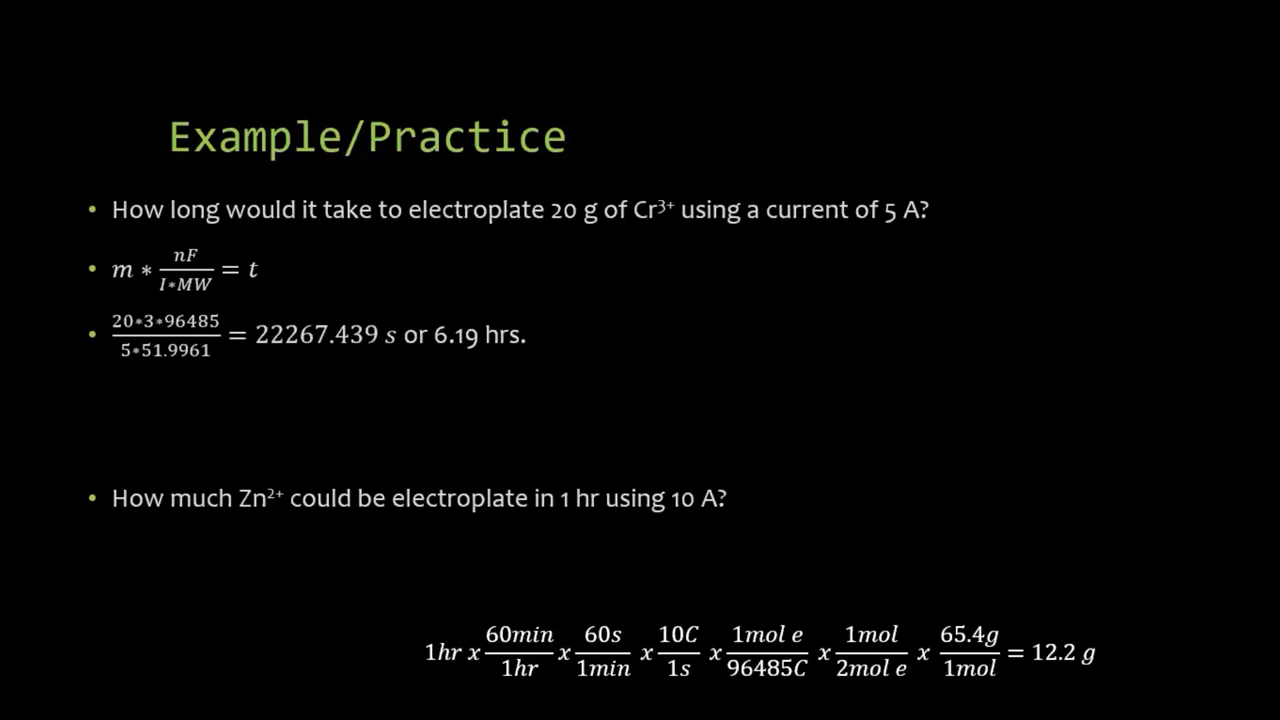 Example/Practice
• How long would it take to electroplate 20 g of Cr³⁺ using a current of 5 A?
• m ∗ nF/(I∗MW) = t
• (20∗3∗96485)/(5∗51.9961) = 22267.439 s or 6.19 hrs.
• How much Zn²⁺ could be electroplate in 1 hr using 10 A?
1hr x 60min/1hr x 60s/1min x 10C/1s x 1mol e/96485C x 1mol/2mol e x 65.4g/1mol = 12.2 g